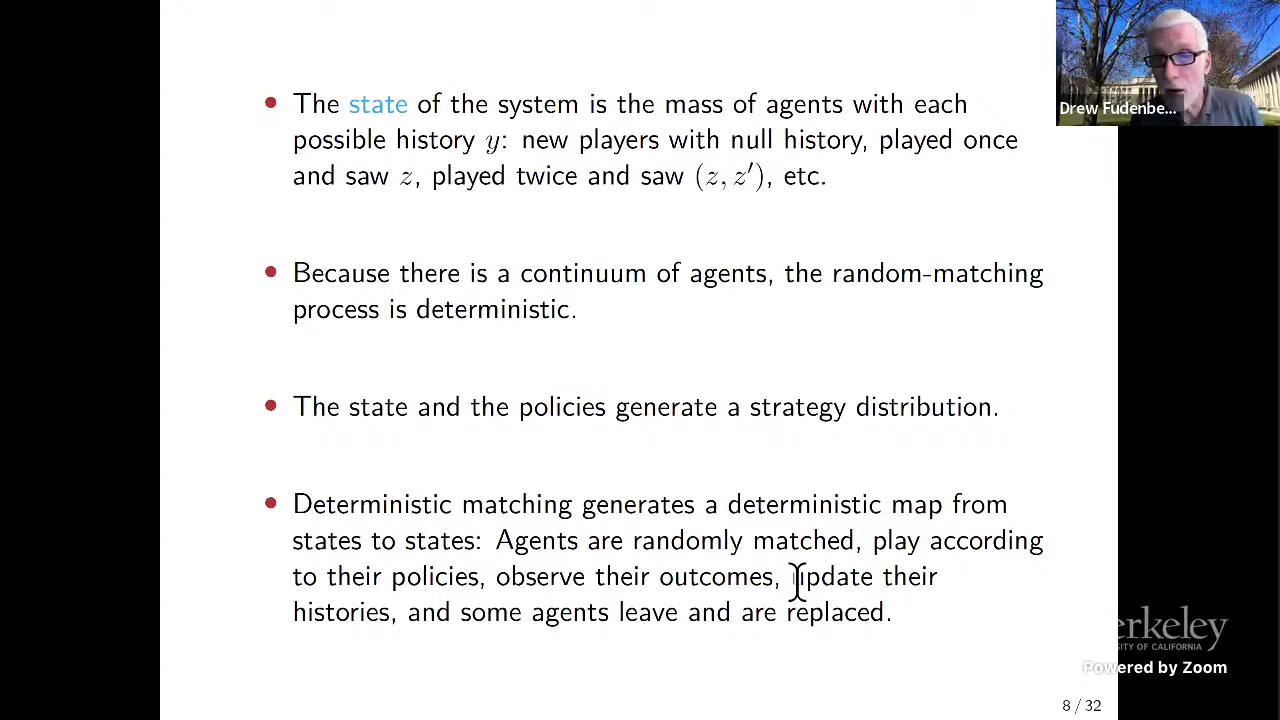 • The state of the system is the mass of agents with each
possible history y: new players with null history, played once
and saw z, played twice and saw (z, z′), etc.
• Because there is a continuum of agents, the random-matching
process is deterministic.
• The state and the policies generate a strategy distribution.
• Deterministic matching generates a deterministic map from
states to states: Agents are randomly matched, play according
to their policies, observe their outcomes, update their
histories, and some agents leave and are replaced.
Drew Fudenbe...
erkeley
SITY OF CALIFORNIA
Powered by Zoom
8 / 32